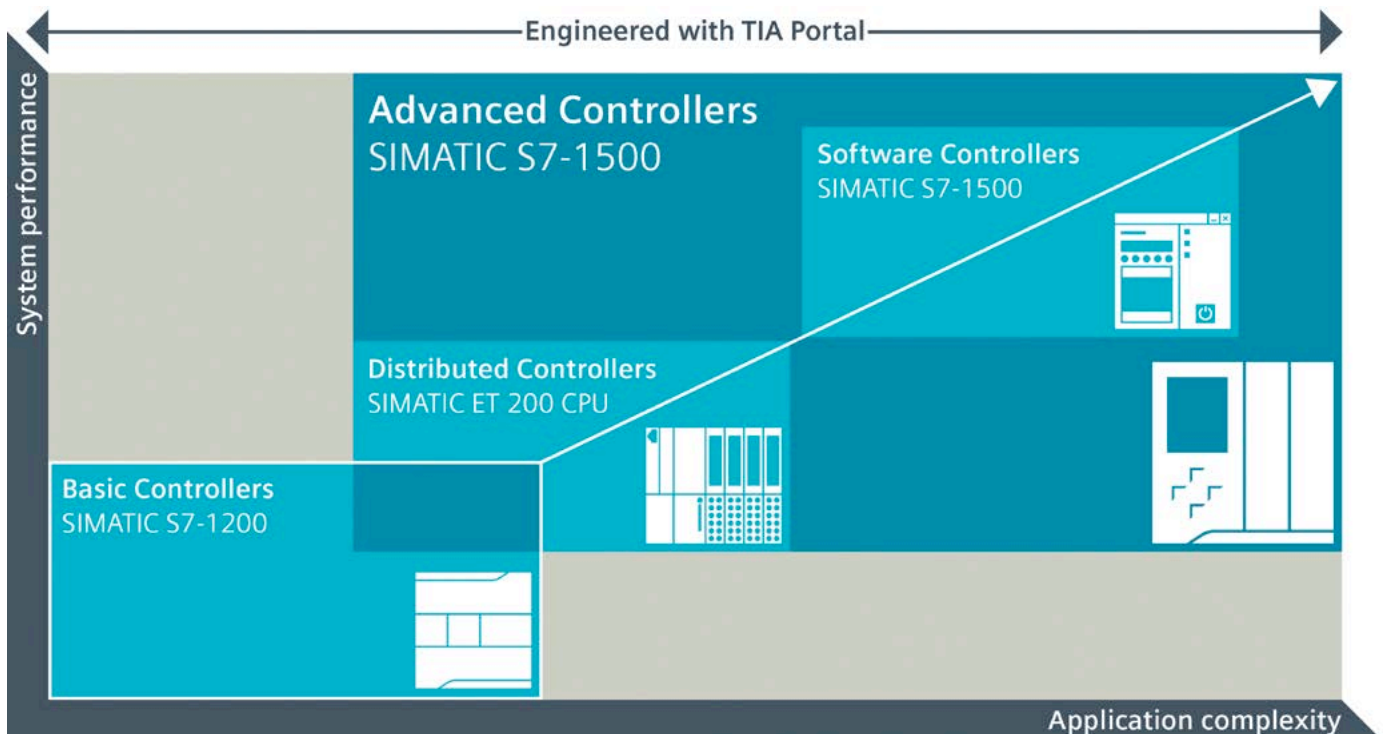 Engineered with TIA Portal
System performance
Advanced Controllers
SIMATIC S7-1500
Software Controllers
SIMATIC S7-1500
Distributed Controllers
SIMATIC ET 200 CPU
Basic Controllers
SIMATIC S7-1200
Application complexity